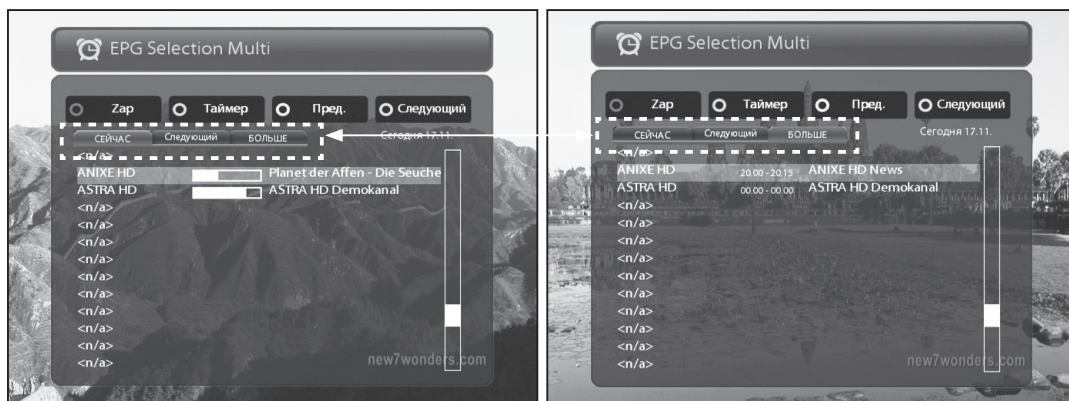 EPG Selection Multi
Zap Таймер Пред. Следующий
СЕЙЧАС Следующий БОЛЬШЕ Сегодня 17.11.
<n/a>
ANIXE HD Planet der Affen - Die Seuche
ASTRA HD ASTRA HD Demokanal
<n/a>
<n/a>
<n/a>
<n/a>
<n/a>
<n/a>
<n/a>
<n/a>
<n/a>
<n/a>
new7wonders.com
EPG Selection Multi
Zap Таймер Пред. Следующий
СЕЙЧАС Следующий БОЛЬШЕ Сегодня 17.11.
<n/a>
ANIXE HD 20:00 - 20:15 ANIXE HD News
ASTRA HD 00:00 - 00:00 ASTRA HD Demokanal
<n/a>
<n/a>
<n/a>
<n/a>
<n/a>
<n/a>
<n/a>
<n/a>
<n/a>
<n/a>
new7wonders.com